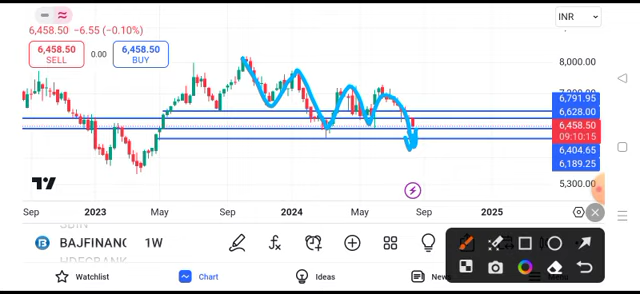 INR
6,458.50 −6.55 (−0.10%)
6,458.50 SELL
0.00
6,458.50 BUY
8,000.00
6,791.95
6,628.00
6,458.50
09:10:15
6,404.65
6,189.25
5,300.00
Sep 2023 May Sep 2024 May Sep 2025
BAJFINANC 1W
HDFCBANK
Watchlist Chart Ideas News